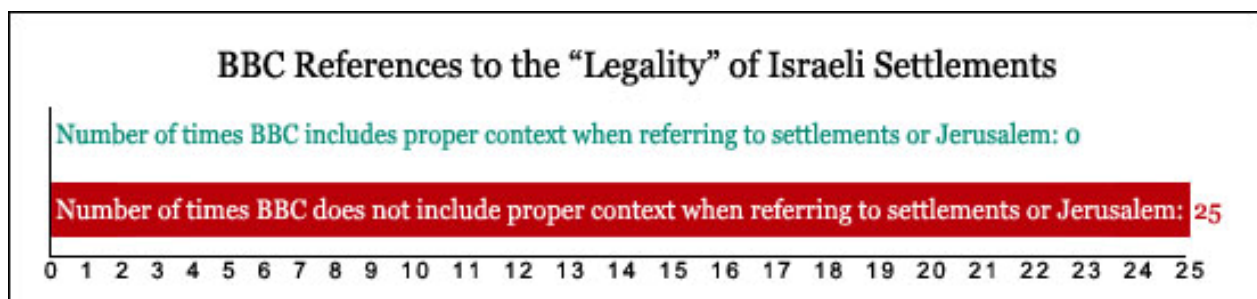 BBC References to the “Legality” of Israeli Settlements
Number of times BBC includes proper context when referring to settlements or Jerusalem: 0
Number of times BBC does not include proper context when referring to settlements or Jerusalem: 25
0 1 2 3 4 5 6 7 8 9 10 11 12 13 14 15 16 17 18 19 20 21 22 23 24 25